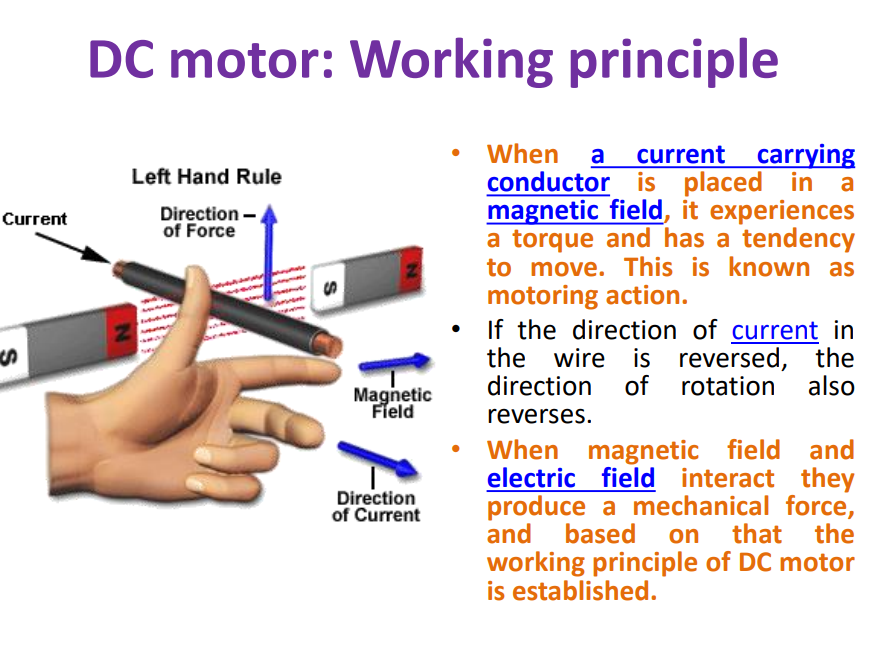 DC motor: Working principle
Left Hand Rule
Current
Direction
of Force
S
N
N
S
Magnetic
Field
Direction
of Current
• When a current carrying
conductor is placed in a
magnetic field, it experiences
a torque and has a tendency
to move. This is known as
motoring action.
• If the direction of current in
the wire is reversed, the
direction of rotation also
reverses.
• When magnetic field and
electric field interact they
produce a mechanical force,
and based on that the
working principle of DC motor
is established.